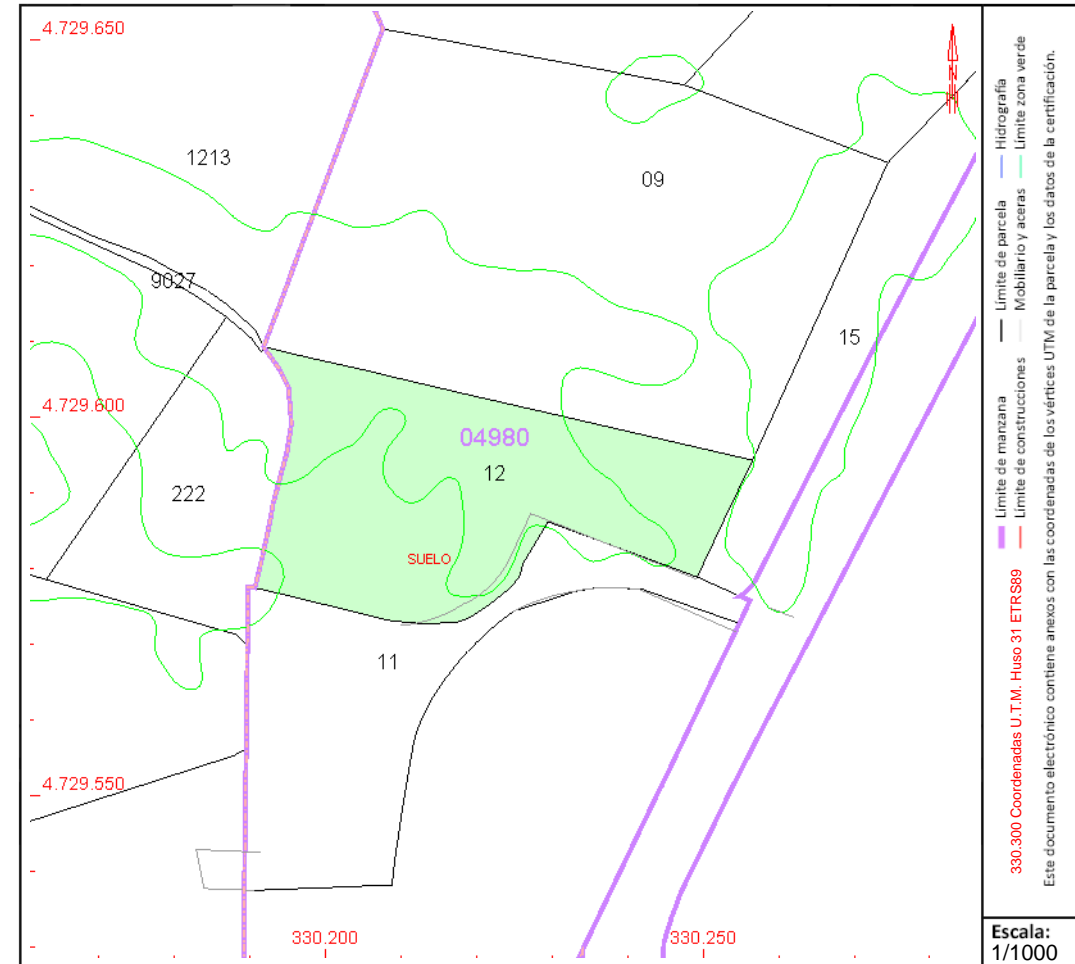 4.729.650
1213
09
9027
15
4.729.600
04980
12
222
SUELO
11
4.729.550
330.200
330.250
N
Hidrografía
Límite zona verde
Límite de parcela
Mobiliario y aceras
Límite de manzana
Límite de construcciones
330.300 Coordenadas U.T.M. Huso 31 ETRS89
Este documento electrónico contiene anexos con las coordenadas de los vértices UTM de la parcela y los datos de la certificación.
Escala:
1/1000